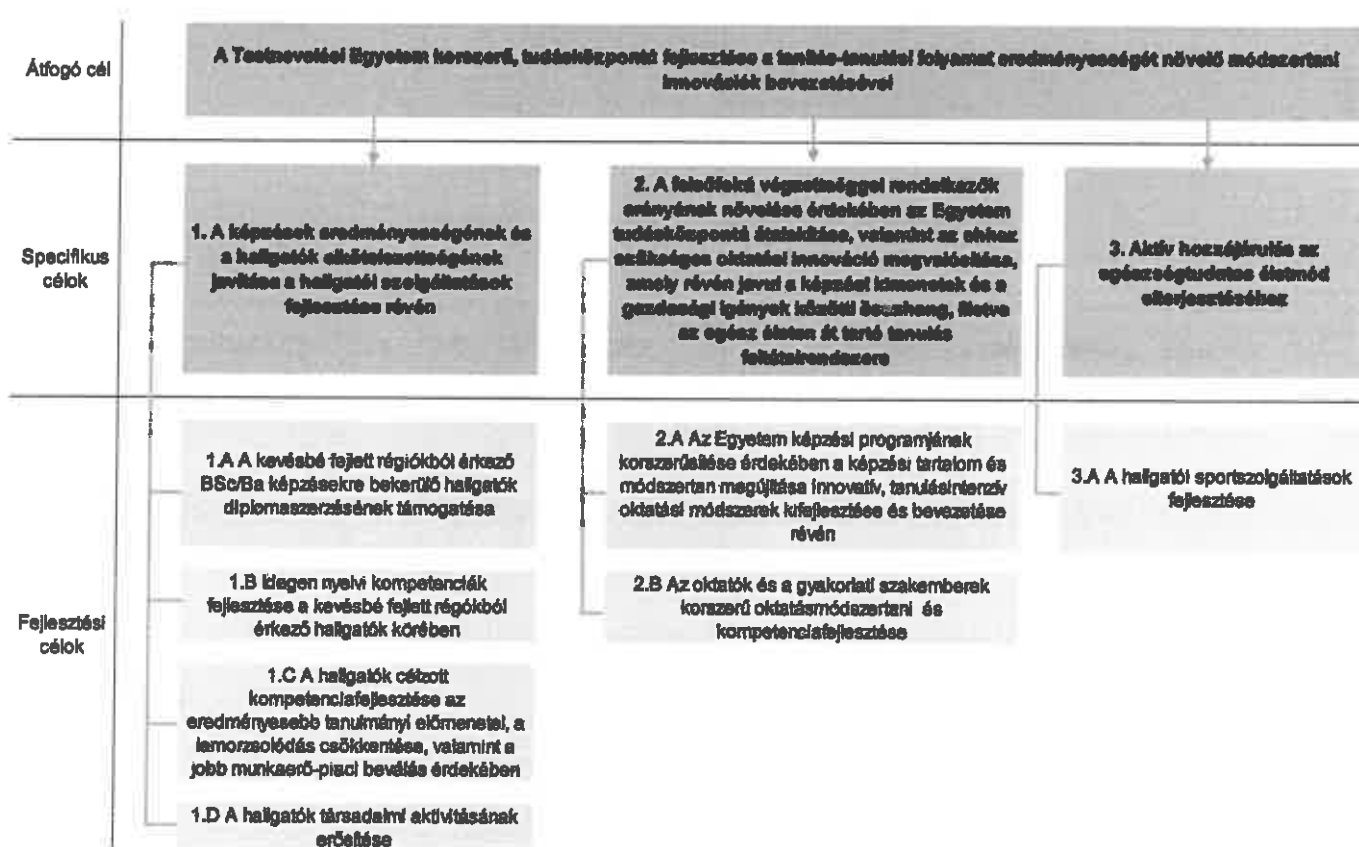 Átfogó cél
A Testnevelési Egyetem korszerű, tudásközpontú fejlesztése a tanítás-tanulási folyamat eredményességét növelő módszertani
innovációk bevezetésével
Specifikus
célok
1. A képzések eredményességének és
a hallgatók elkötelezettségének
javítása a hallgatói szolgáltatások
fejlesztése révén
2. A felsőfokú végzettséggel rendelkezők
arányának növelése érdekében az Egyetem
tudásközpontú átalakítása, valamint az ehhez
szükséges oktatási innováció megvalósítása,
amely révén javul a képzési kimenetek és a
gazdasági igények közötti összhang, illetve
az egész életen át tartó tanulás
feltételrendszere
3. Aktív hozzájárulás az
egészségtudatos életmód
elterjesztéséhez
Fejlesztési
célok
1.A A kevésbé fejlett régiókból érkező
BSc/Ba képzésekre bekerülő hallgatók
diplomaszerzésének támogatása
1.B Idegen nyelvi kompetenciák
fejlesztése a kevésbé fejlett régókból
érkező hallgatók körében
1.C A hallgatók célzott
kompetenciafejlesztése az
eredményesebb tanulmányi előmenetel, a
lemorzsolódás csökkentése, valamint a
jobb munkaerő-piaci beválás érdekében
1.D A hallgatók társadalmi aktivitásának
erősítése
2.A Az Egyetem képzési programjának
korszerűsítése érdekében a képzési tartalom és
módszertan megújítása innovatív, tanulásintenzív
oktatási módszerek kifejlesztése és bevezetése
révén
2.B Az oktatók és a gyakorlati szakemberek
korszerű oktatásmódszertani és
kompetenciafejlesztése
3.A A hallgatói sportszolgáltatások
fejlesztése